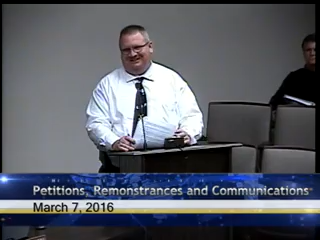 Petitions, Remonstrances and Communications
March 7, 2016